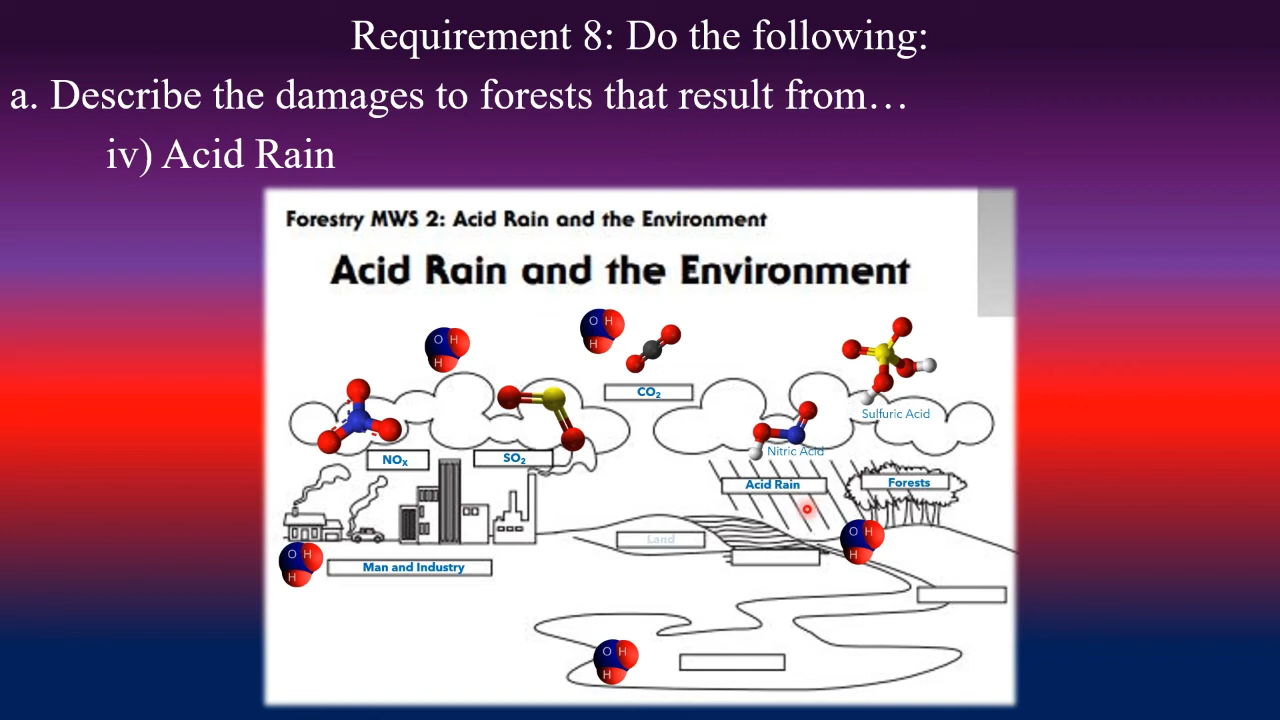 Requirement 8: Do the following:
a. Describe the damages to forests that result from…
iv) Acid Rain
Forestry MWS 2: Acid Rain and the Environment
Acid Rain and the Environment
O H
H
O H
H
CO₂
Sulfuric Acid
Nitric Acid
NOₓ
SO₂
Acid Rain
Forests
Land
O H
H
O H
H
Man and Industry
O H
H